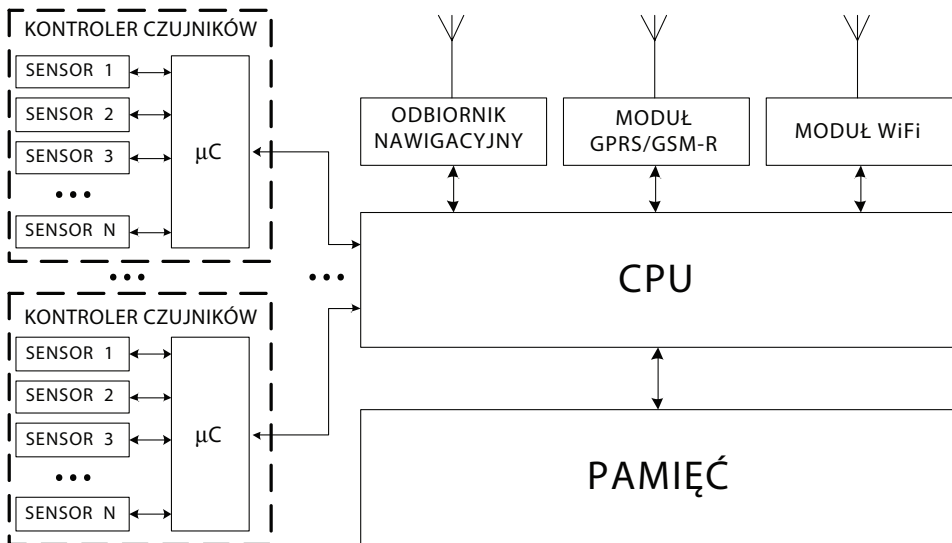 KONTROLER CZUJNIKÓW
SENSOR 1
SENSOR 2
SENSOR 3
•••
SENSOR N
µC
•••
KONTROLER CZUJNIKÓW
SENSOR 1
SENSOR 2
SENSOR 3
•••
SENSOR N
µC
•••
ODBIORNIK
NAWIGACYJNY
MODUŁ
GPRS/GSM-R
MODUŁ WiFi
CPU
PAMIĘĆ